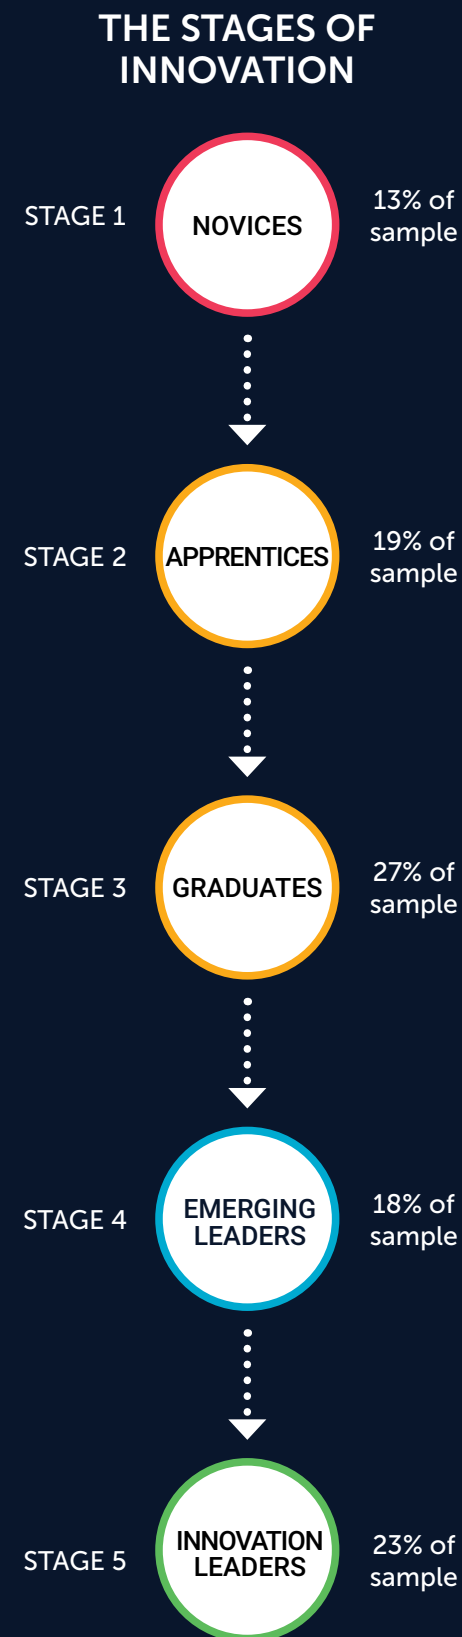 THE STAGES OF
INNOVATION
STAGE 1
NOVICES
13% of
sample
STAGE 2
APPRENTICES
19% of
sample
STAGE 3
GRADUATES
27% of
sample
STAGE 4
EMERGING
LEADERS
18% of
sample
STAGE 5
INNOVATION
LEADERS
23% of
sample